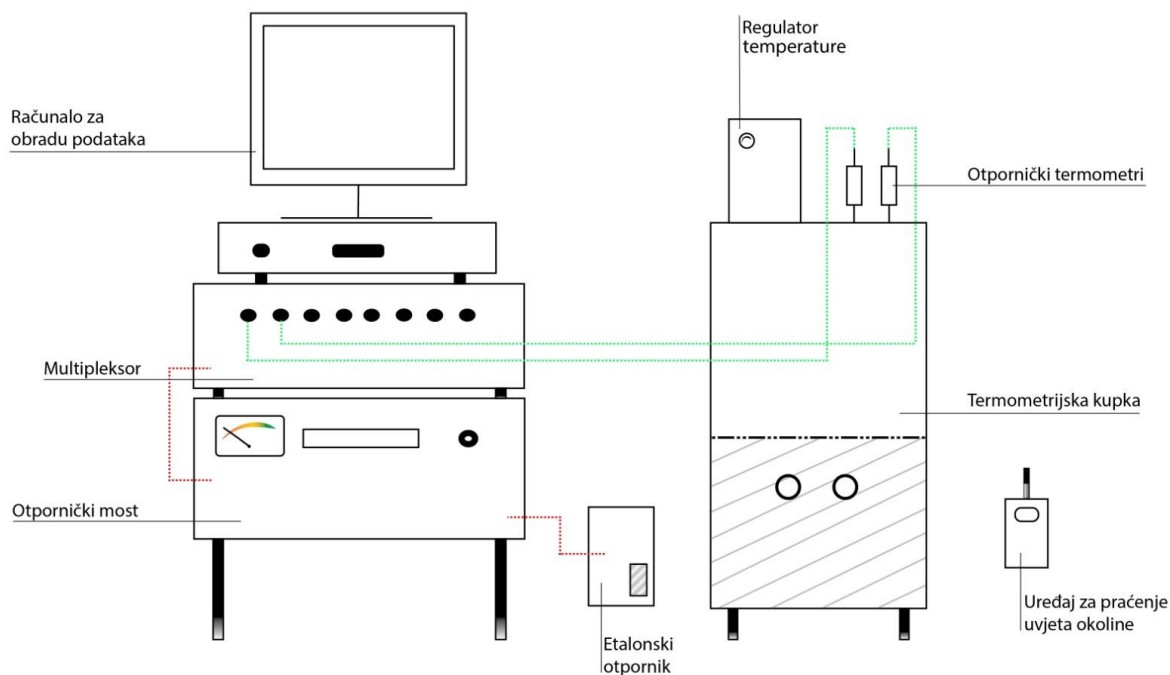 Regulator
temperature
Računalo za
obradu podataka
Otpornički termometri
Multipleksor
Termometrijska kupka
Otpornički most
Uređaj za praćenje
uvjeta okoline
Etalonski
otpornik